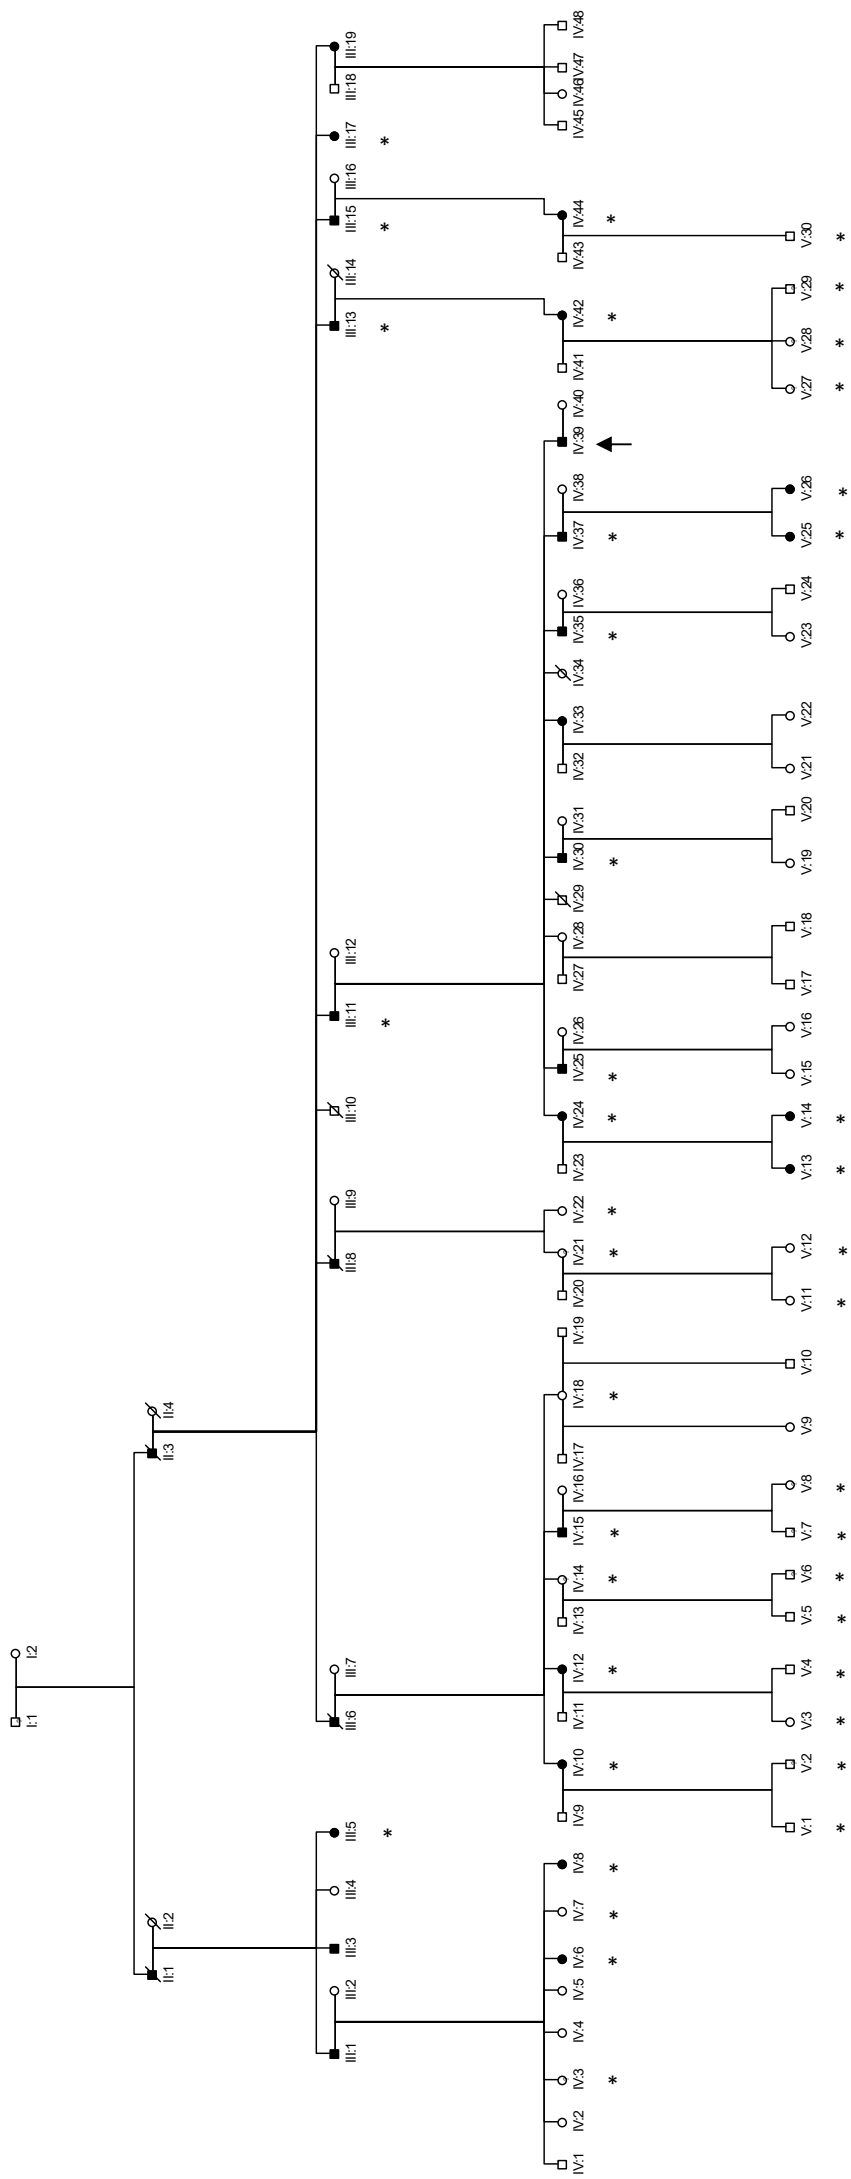 I:1 I:2
II:1 II:2 II:3 II:4
III:1 III:2 III:3 III:4 III:5 III:6 III:7 III:8 III:9 III:10 III:11 III:12 III:13 III:14 III:15 III:16 III:17 III:18 III:19
* * * * *
IV:1 IV:2 IV:3 IV:4 IV:5 IV:6 IV:7 IV:8 IV:9 IV:10 IV:11 IV:12 IV:13 IV:14 IV:15 IV:16 IV:17 IV:18 IV:19 IV:20 IV:21 IV:22 IV:23 IV:24 IV:25 IV:26 IV:27 IV:28 IV:29 IV:30 IV:31 IV:32 IV:33 IV:34 IV:35 IV:36 IV:37 IV:38 IV:39 IV:40 IV:41 IV:42 IV:43 IV:44 IV:45 IV:46 IV:47 IV:48
* * * * * * * * * * * * * * * * * *
V:1 V:2 V:3 V:4 V:5 V:6 V:7 V:8 V:9 V:10 V:11 V:12 V:13 V:14 V:15 V:16 V:17 V:18 V:19 V:20 V:21 V:22 V:23 V:24 V:25 V:26 V:27 V:28 V:29 V:30
* * * * * * * * * * * * * * * * * *